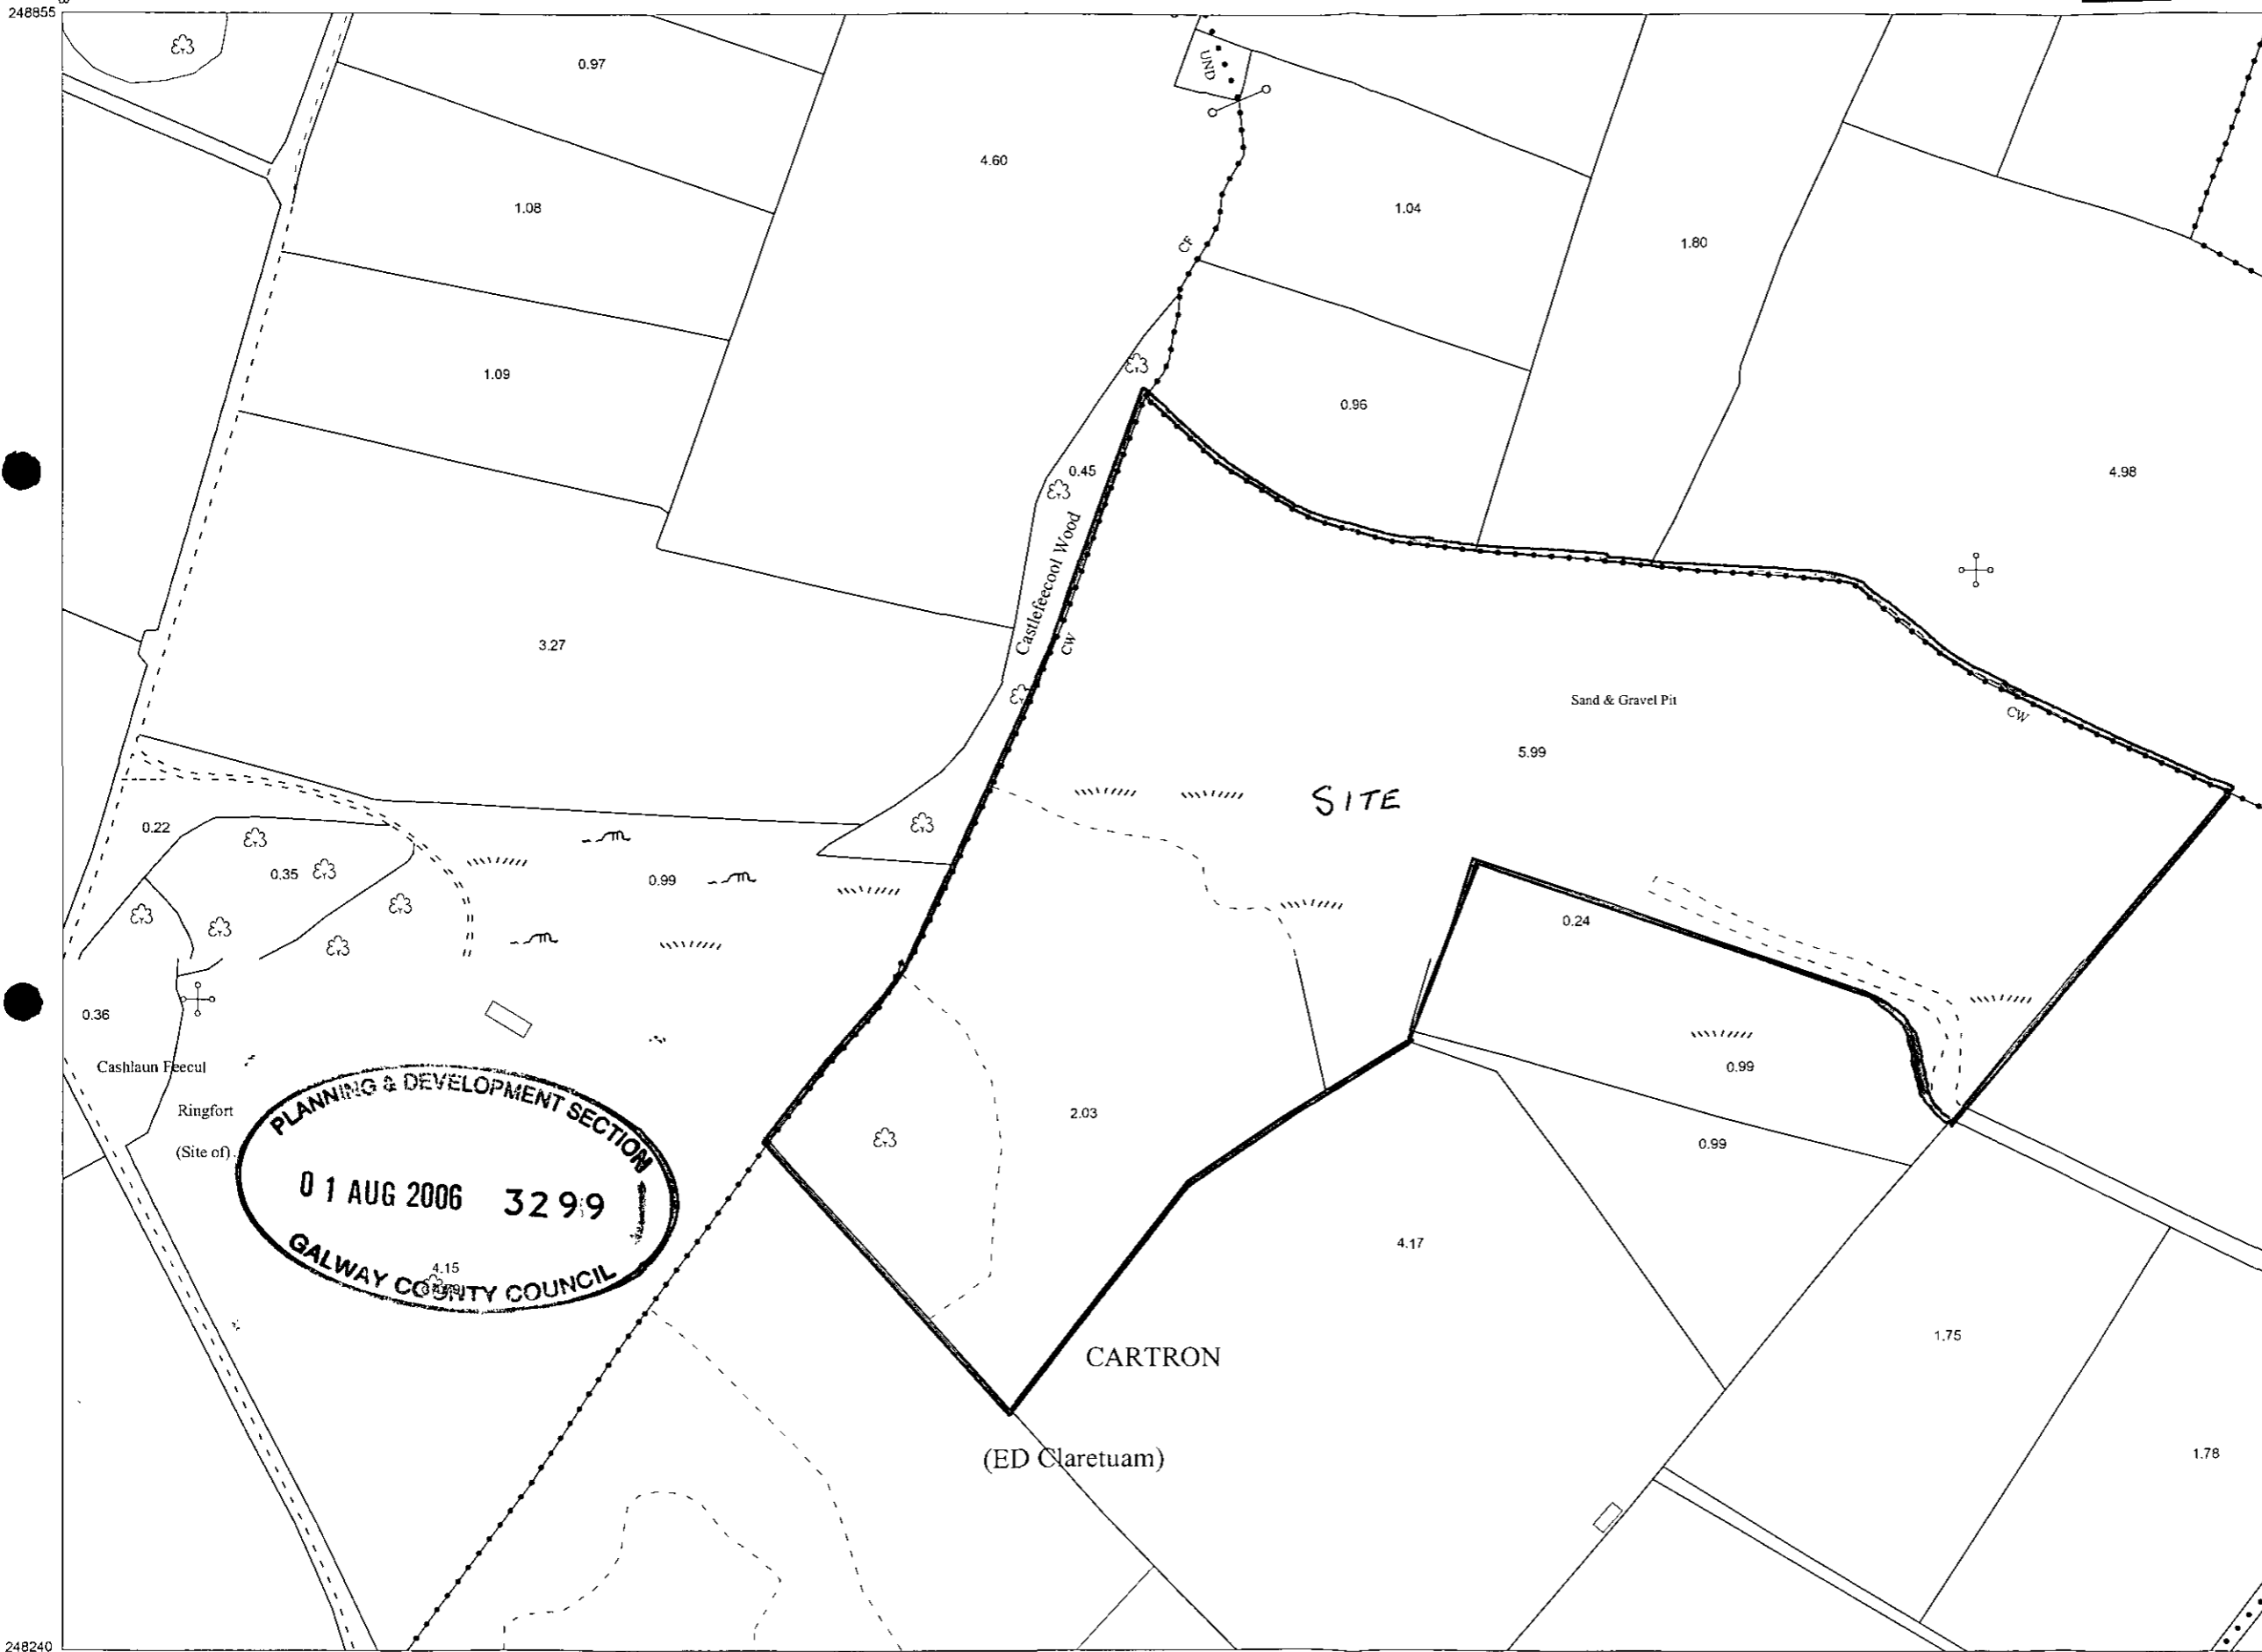 248855
0.97
UND
4.60
1.08
1.04
1.80
CF
1.09
0.96
0.45
4.98
Castlefeecool Wood
CW
3.27
Sand & Gravel Pit
CW
5.99
SITE
0.22
0.35
0.99
0.24
0.36
Cashlaun Feecul
Ringfort
(Site of)
0.99
2.03
0.99
PLANNING & DEVELOPMENT SECTION
01 AUG 2006 3299
GALWAY COUNTY COUNCIL
4.15
4.17
1.75
CARTRON
(ED Claretuam)
1.78
248240